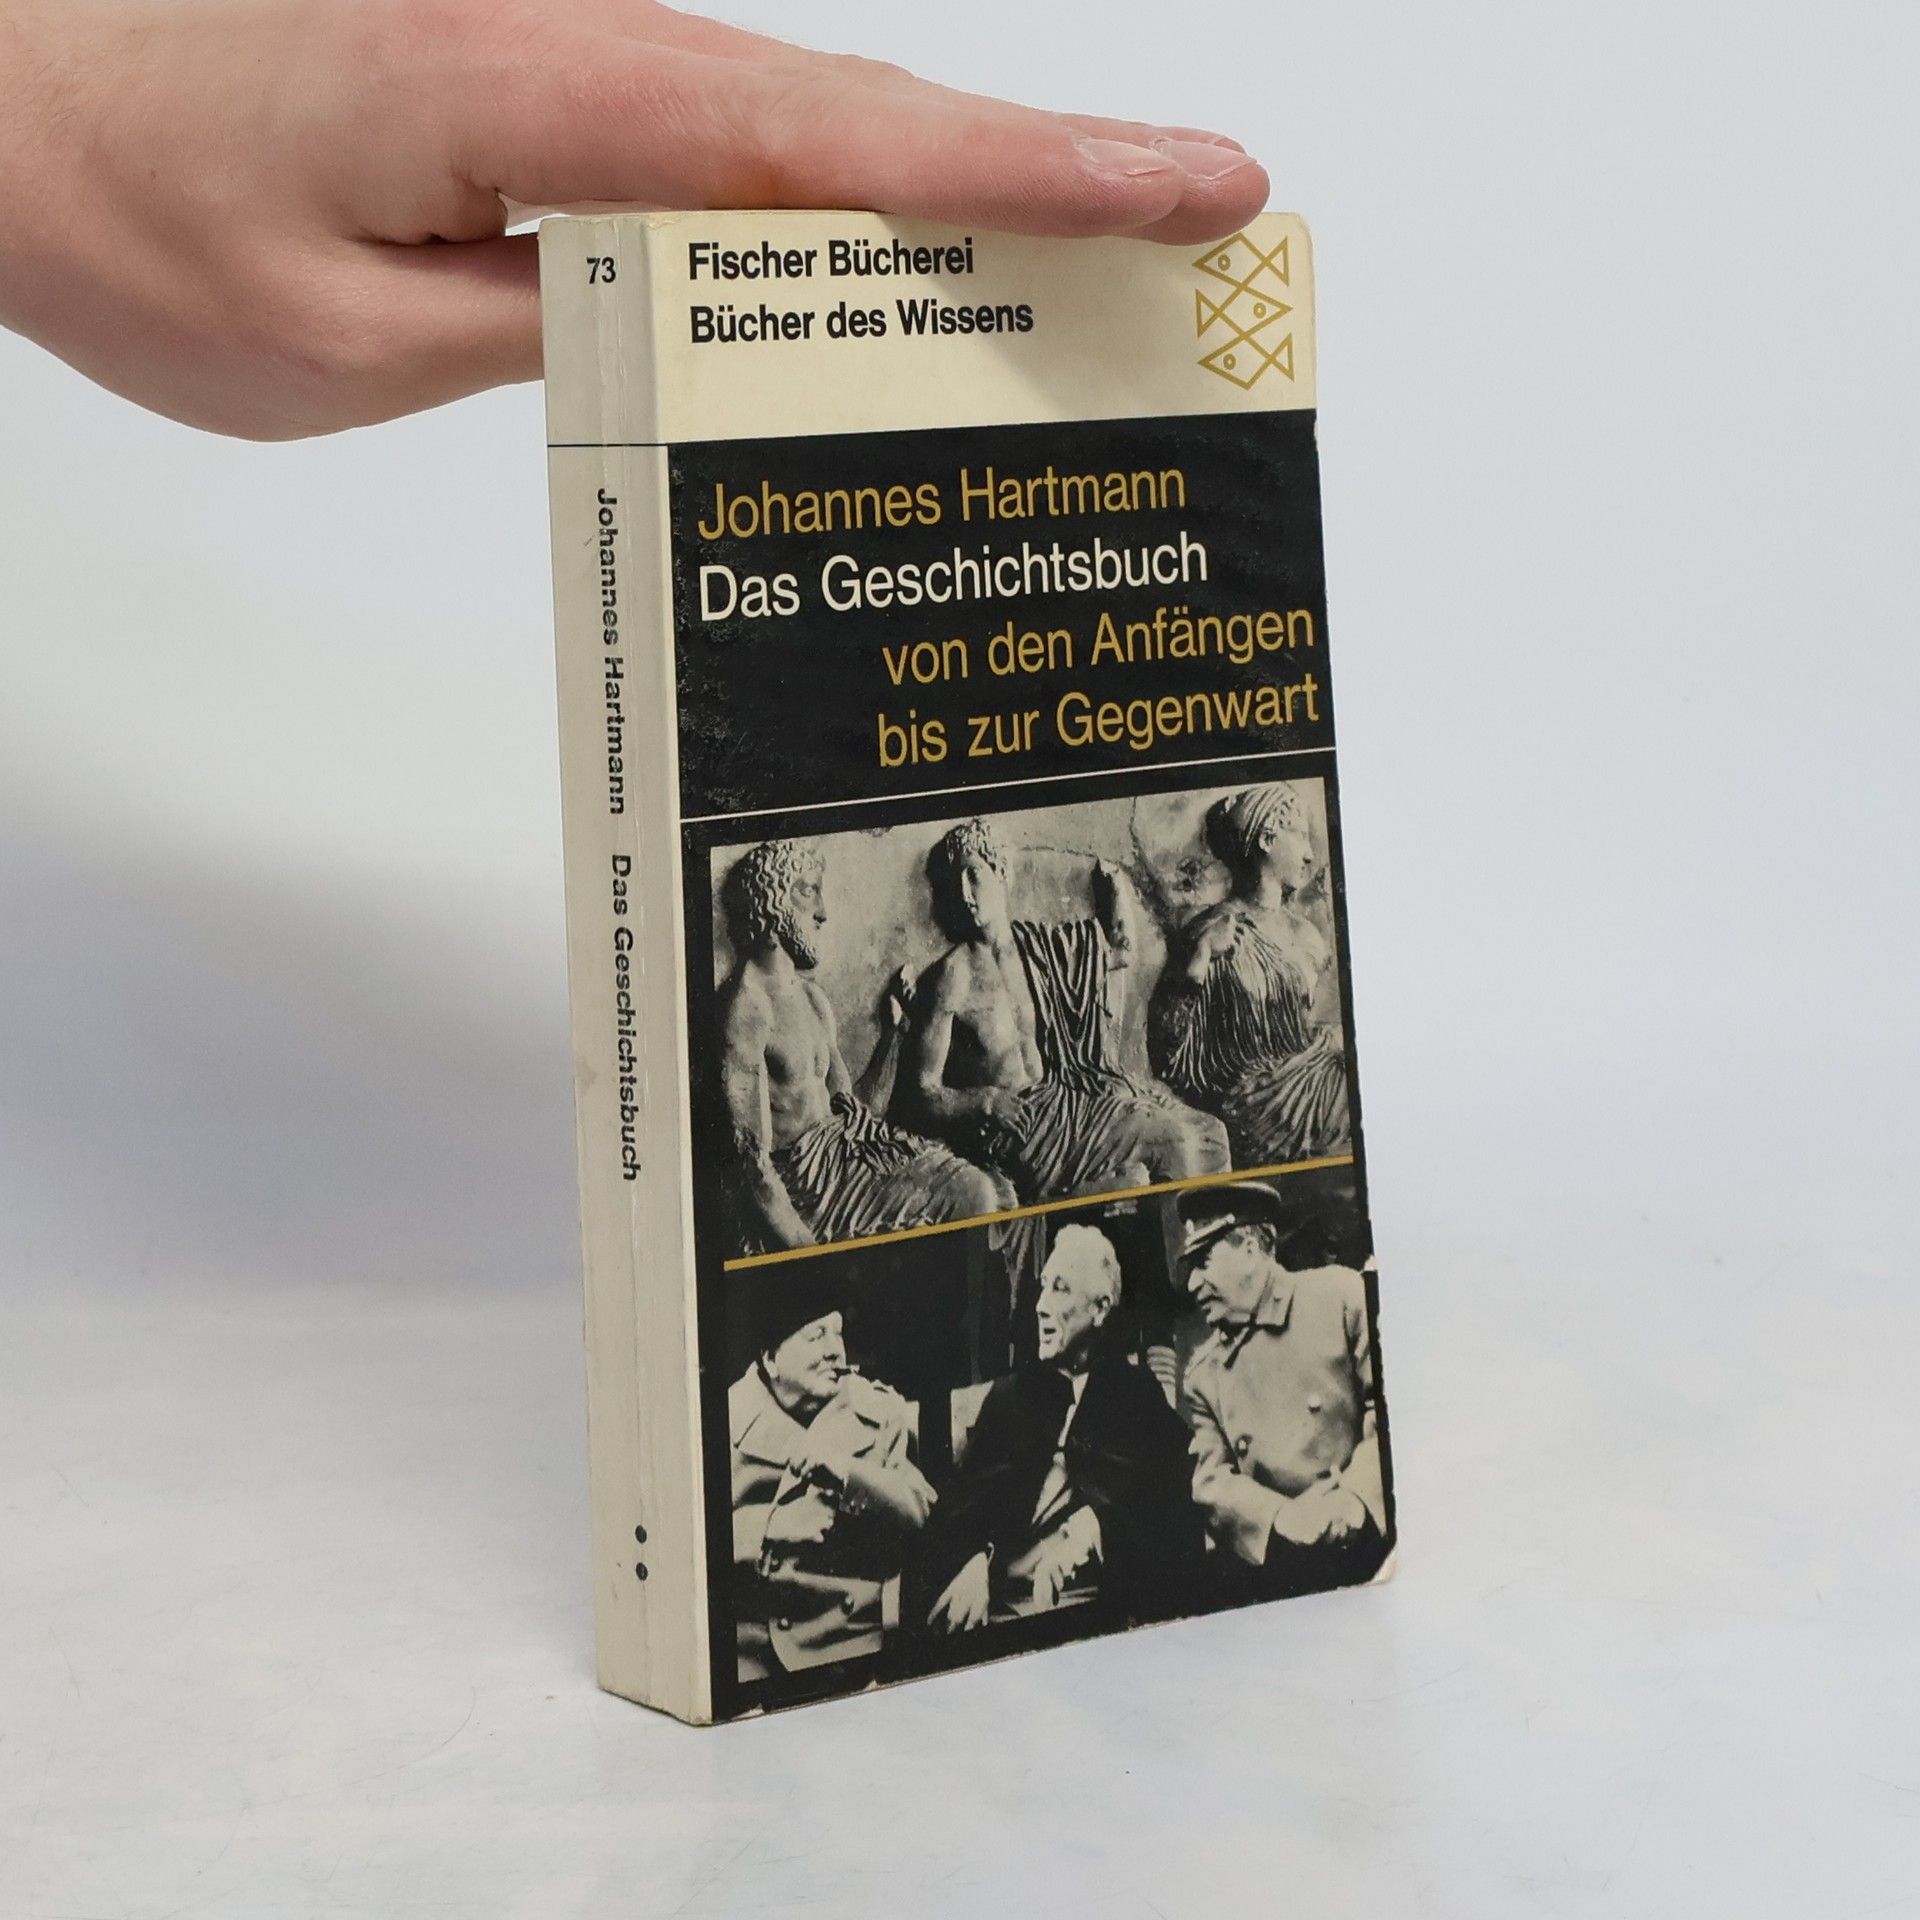 73
Fischer Bücherei
Bücher des Wissens
Johannes Hartmann
Das Geschichtsbuch
von den Anfängen
bis zur Gegenwart
Johannes Hartmann Das Geschichtsbuch